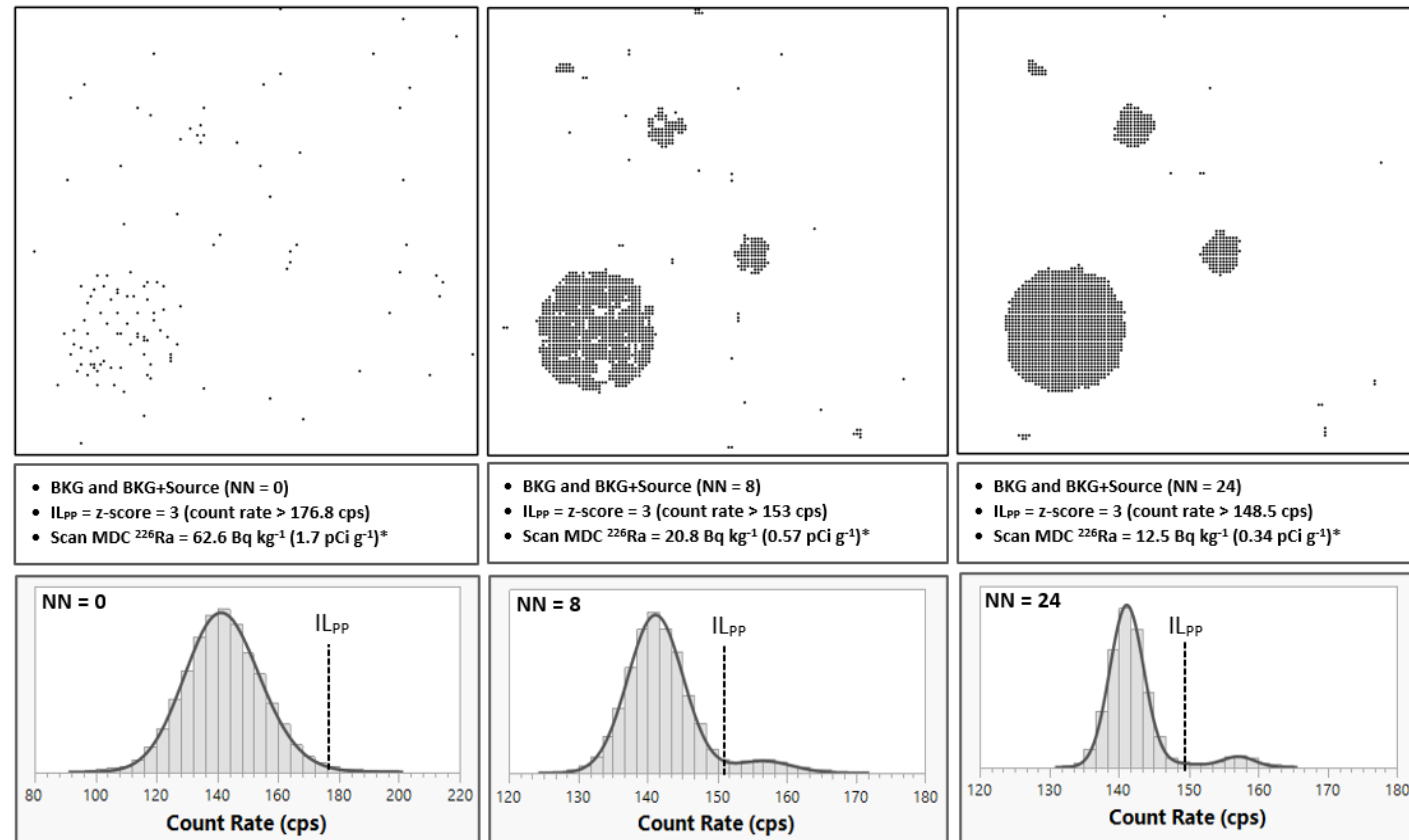 • BKG and BKG+Source (NN = 0)
• ILPP = z-score = 3 (count rate > 176.8 cps)
• Scan MDC ²²⁶Ra = 62.6 Bq kg⁻¹ (1.7 pCi g⁻¹)*
• BKG and BKG+Source (NN = 8)
• ILPP = z-score = 3 (count rate > 153 cps)
• Scan MDC ²²⁶Ra = 20.8 Bq kg⁻¹ (0.57 pCi g⁻¹)*
• BKG and BKG+Source (NN = 24)
• ILPP = z-score = 3 (count rate > 148.5 cps)
• Scan MDC ²²⁶Ra = 12.5 Bq kg⁻¹ (0.34 pCi g⁻¹)*
NN = 0
ILPP
80 100 120 140 160 180 200 220
Count Rate (cps)
NN = 8
ILPP
120 130 140 150 160 170 180
Count Rate (cps)
NN = 24
ILPP
120 130 140 150 160 170 180
Count Rate (cps)